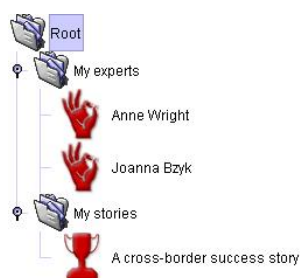 Root
My experts
Anne Wright
Joanna Bzyk
My stories
A cross-border success story